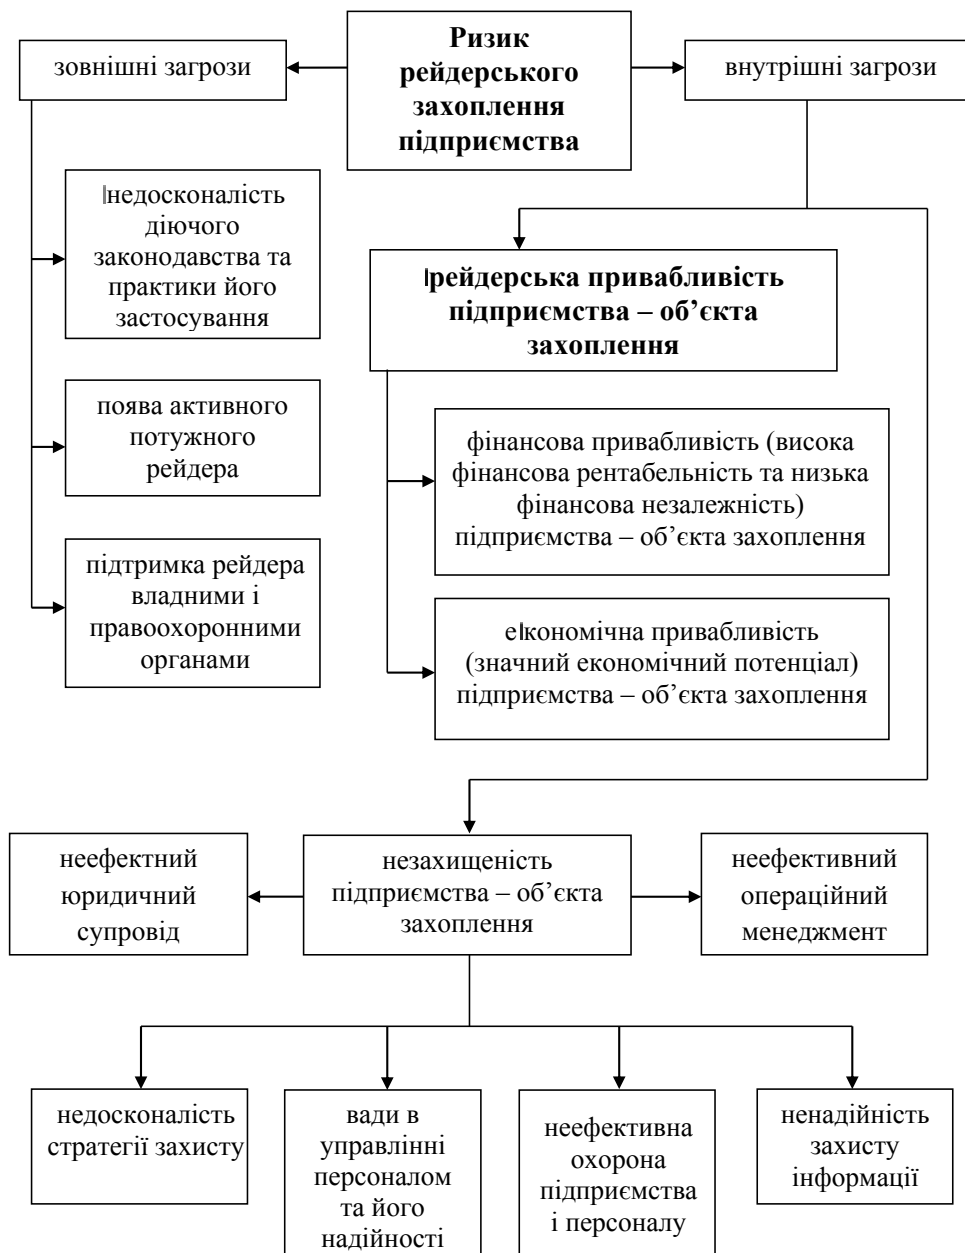 зовнішні загрози
Ризик
рейдерського
захоплення
підприємства
внутрішні загрози
недосконалість
діючого
законодавства та
практики його
застосування
поява активного
потужного
рейдера
підтримка рейдера
владними і
правоохоронними
органами
рейдерська привабливість
підприємства – об’єкта
захоплення
фінансова привабливість (висока
фінансова рентабельність та низька
фінансова незалежність)
підприємства – об’єкта захоплення
економічна привабливість
(значний економічний потенціал)
підприємства – об’єкта захоплення
неефектний
юридичний
супровід
незахищеність
підприємства – об’єкта
захоплення
неефективний
операційний
менеджмент
недосконалість
стратегії захисту
вади в
управлінні
персоналом
та його
надійності
неефективна
охорона
підприємства
і персоналу
ненадійність
захисту
інформації